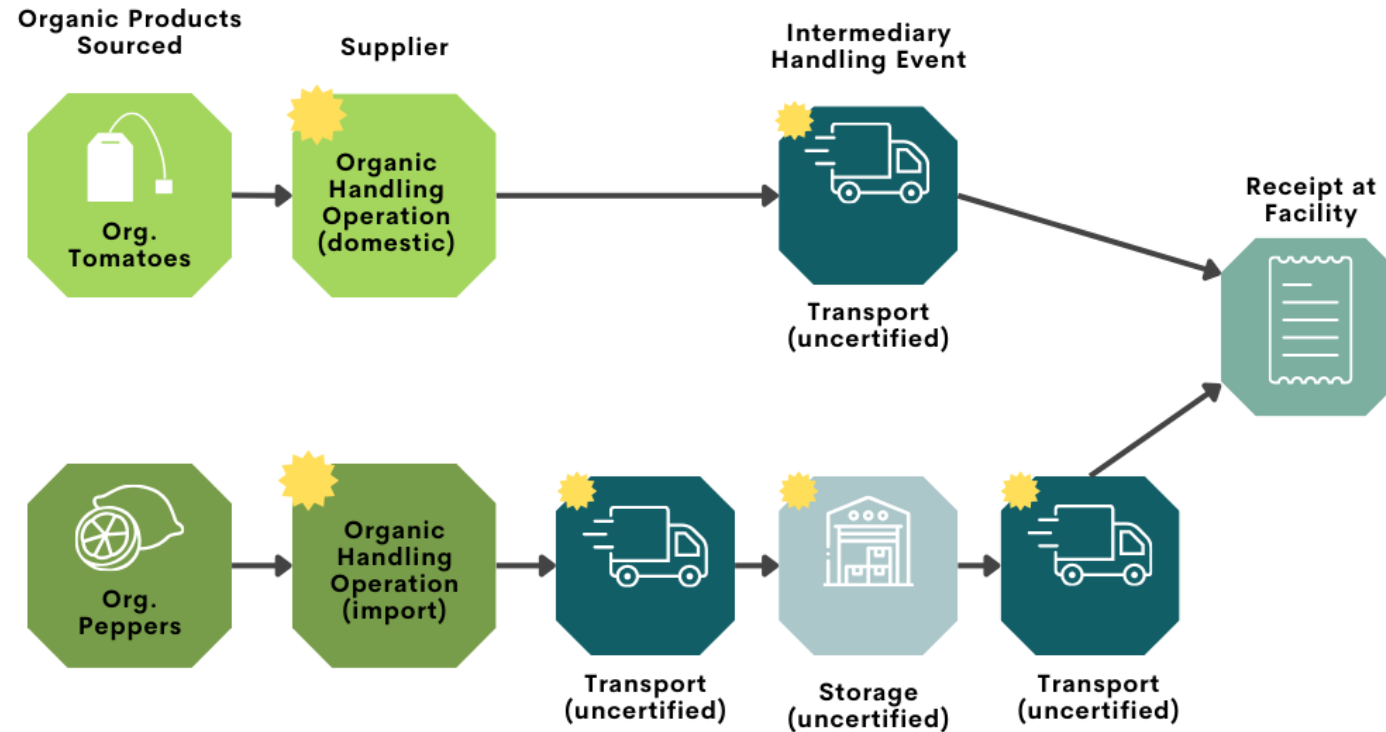 Organic Products
Sourced
Supplier
Intermediary
Handling Event
Receipt at
Facility
Org.
Tomatoes
Organic
Handling
Operation
(domestic)
Transport
(uncertified)
Org.
Peppers
Organic
Handling
Operation
(import)
Transport
(uncertified)
Storage
(uncertified)
Transport
(uncertified)